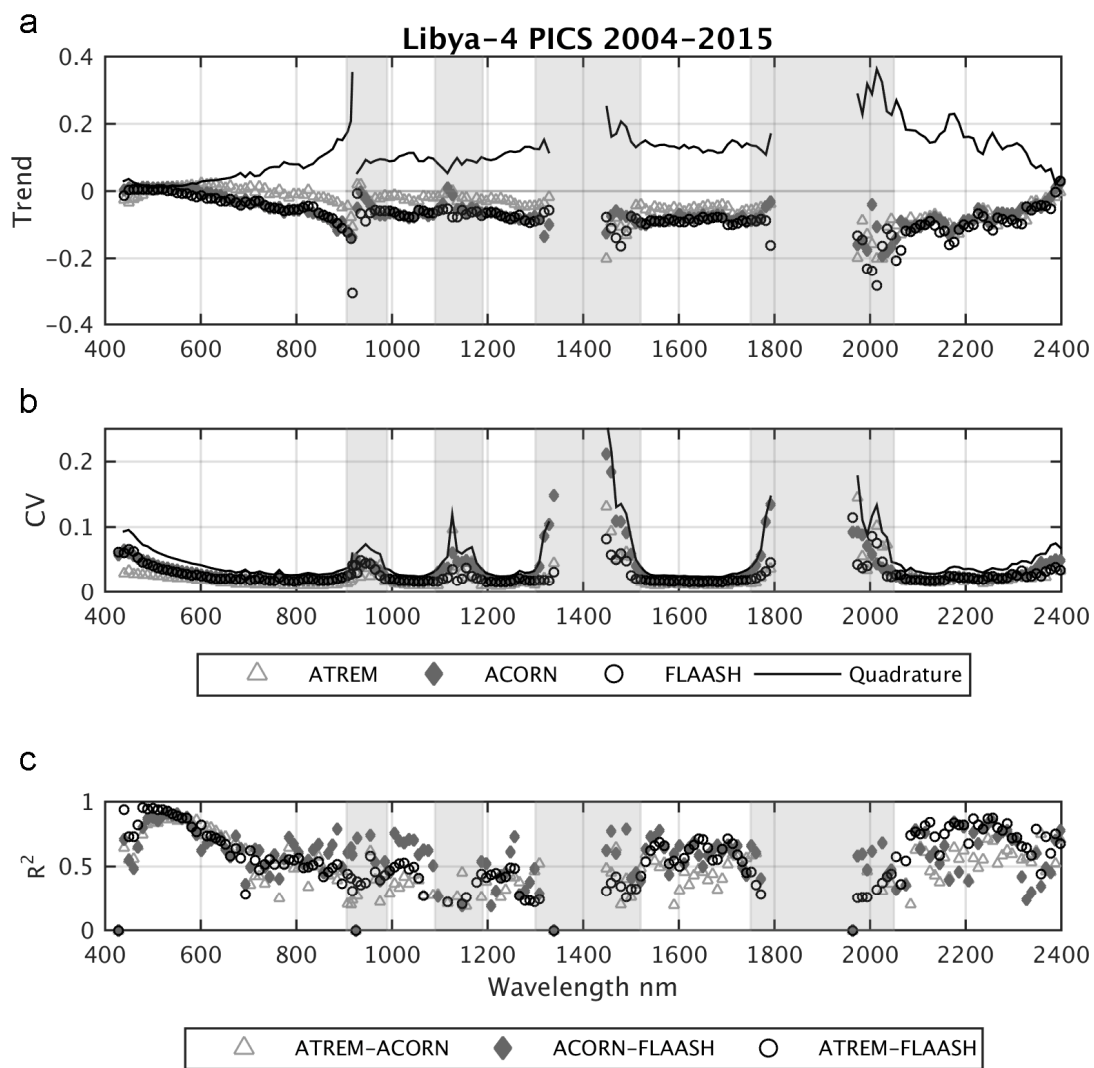 a
Libya-4 PICS 2004-2015
0.4
0.2
0
-0.2
-0.4
Trend
400 600 800 1000 1200 1400 1600 1800 2000 2200 2400
b
0.2
0.1
0
CV
400 600 800 1000 1200 1400 1600 1800 2000 2200 2400
ATREM ACORN FLAASH Quadrature
c
1
0.5
0
R²
400 600 800 1000 1200 1400 1600 1800 2000 2200 2400
Wavelength nm
ATREM-ACORN ACORN-FLAASH ATREM-FLAASH